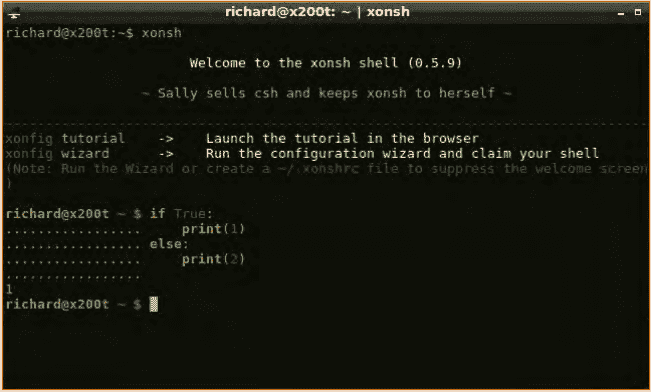 richard@x200t: ~ | xonsh
richard@x200t:~$ xonsh
Welcome to the xonsh shell (0.5.9)
~ Sally sells csh and keeps xonsh to herself ~
------------------------------------------------------------------------
xonfig tutorial    ->    Launch the tutorial in the browser
xonfig wizard      ->    Run the configuration wizard and claim your shell
(Note: Run the Wizard or create a ~/.xonshrc file to suppress the welcome screen
)
richard@x200t ~ $ if True:
.................     print(1)
................. else:
.................     print(2)
.................
1
richard@x200t ~ $